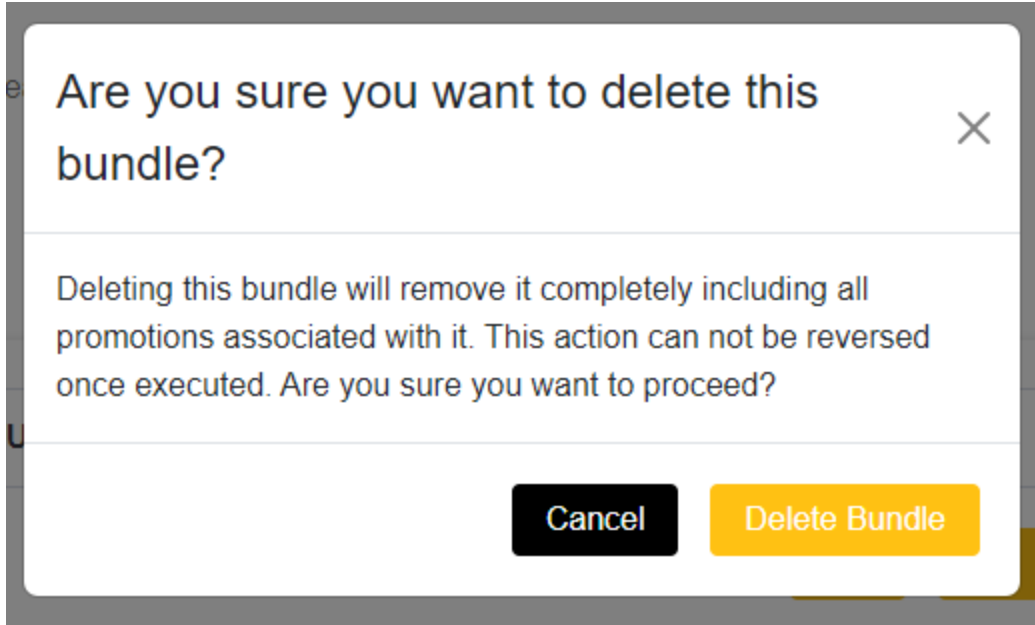 Are you sure you want to delete this
bundle?
Deleting this bundle will remove it completely including all
promotions associated with it. This action can not be reversed
once executed. Are you sure you want to proceed?
Cancel Delete Bundle